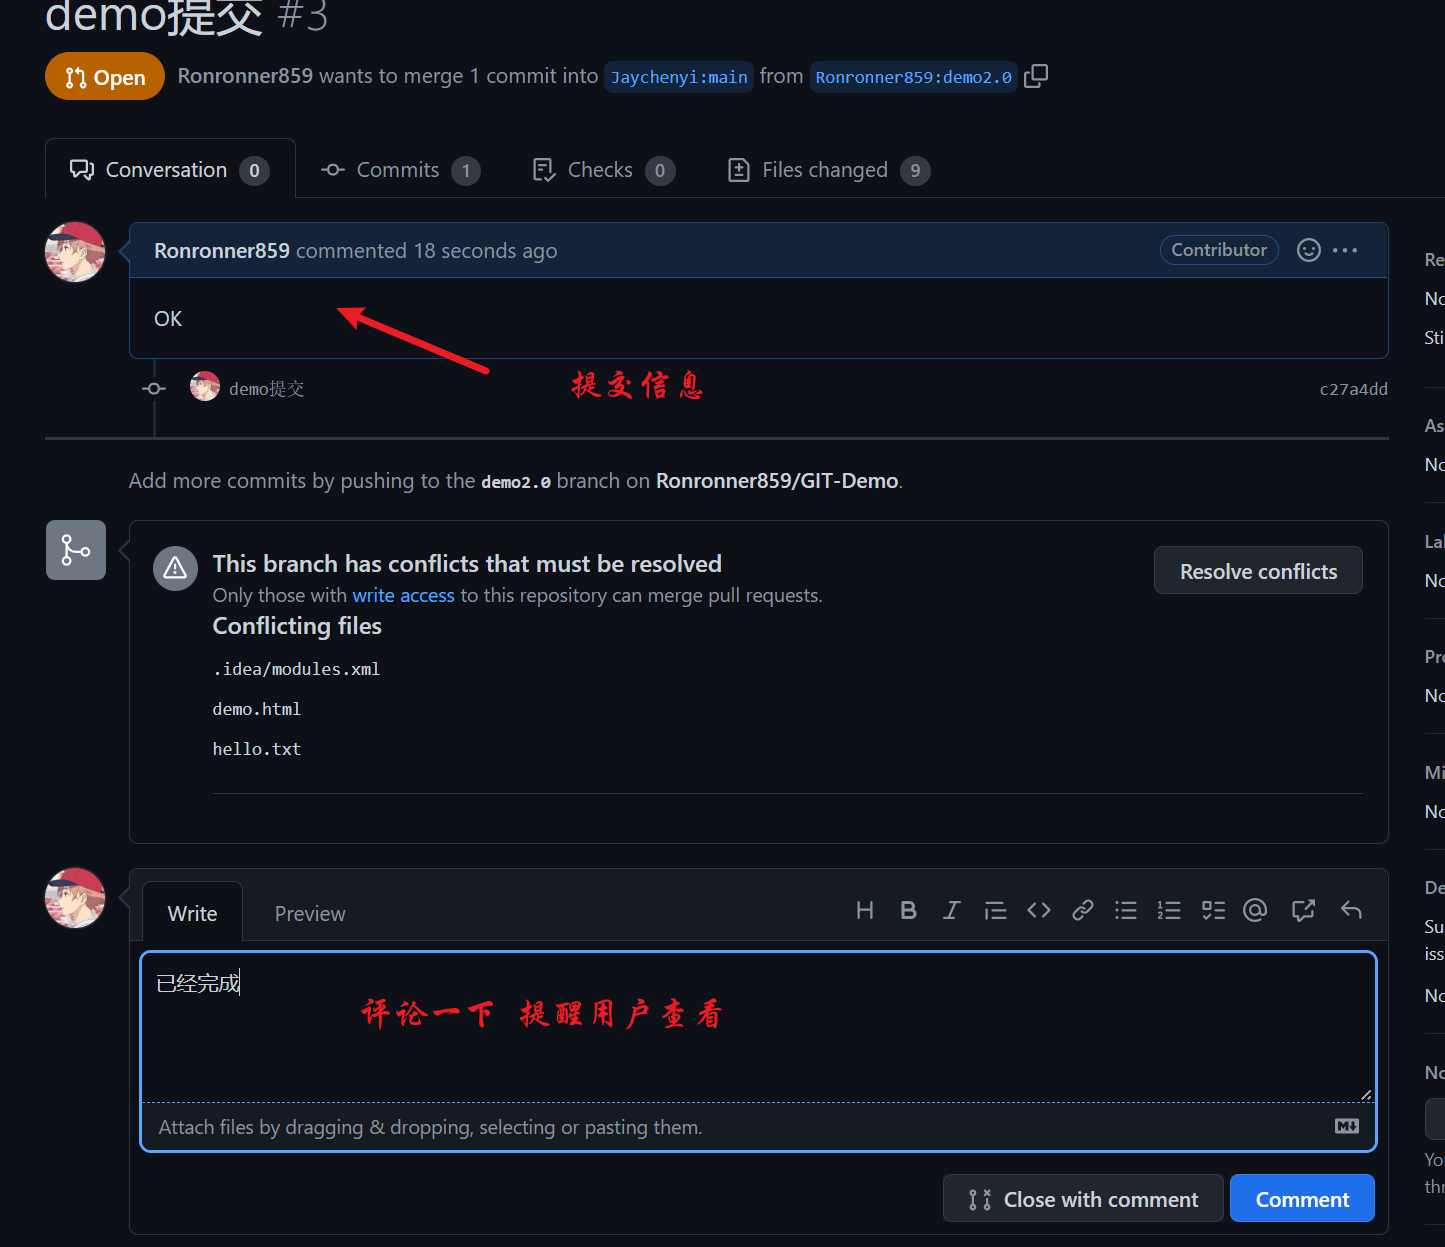 demo提交 #3
Open Ronronner859 wants to merge 1 commit into Jaychenyi:main from Ronronner859:demo2.0
Conversation 0 Commits 1 Checks 0 Files changed 9
Ronronner859 commented 18 seconds ago Contributor
OK
提交信息
demo提交 c27a4dd
Add more commits by pushing to the demo2.0 branch on Ronronner859/GIT-Demo.
This branch has conflicts that must be resolved
Resolve conflicts
Only those with write access to this repository can merge pull requests.
Conflicting files
.idea/modules.xml
demo.html
hello.txt
Write Preview
已经完成
评论一下 提醒用户查看
Attach files by dragging & dropping, selecting or pasting them.
Close with comment Comment
Re
No
Sti
As
No
La
No
Pro
No
Mi
No
De
Su
iss
No
No
You
thr